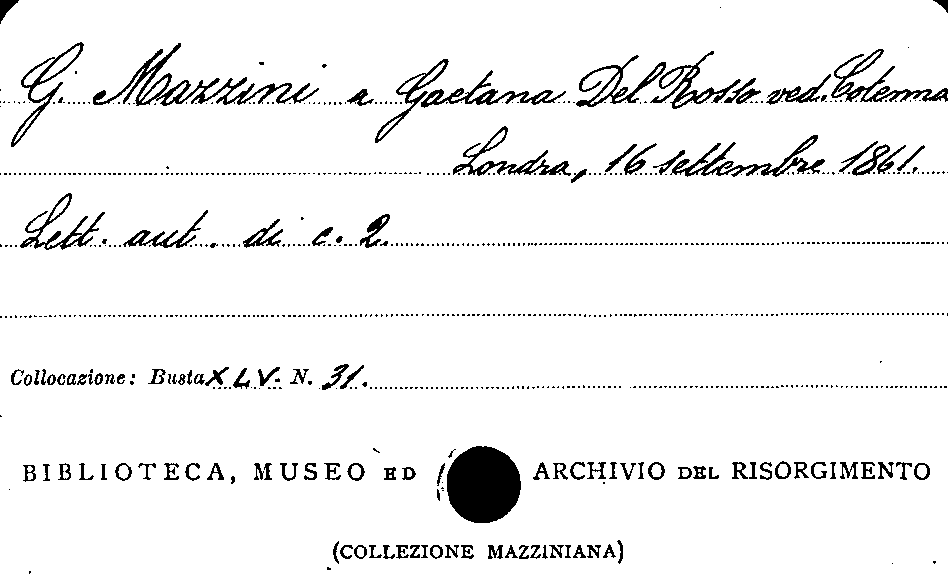 G. Mazzini a Gaetana Del Rosso ved. Cotenna
Londra, 16 settembre 1861.
Lett. aut. di c. 2.
Collocazione: Busta XLV. N. 31.
BIBLIOTECA, MUSEO ED ARCHIVIO DEL RISORGIMENTO
(COLLEZIONE MAZZINIANA)